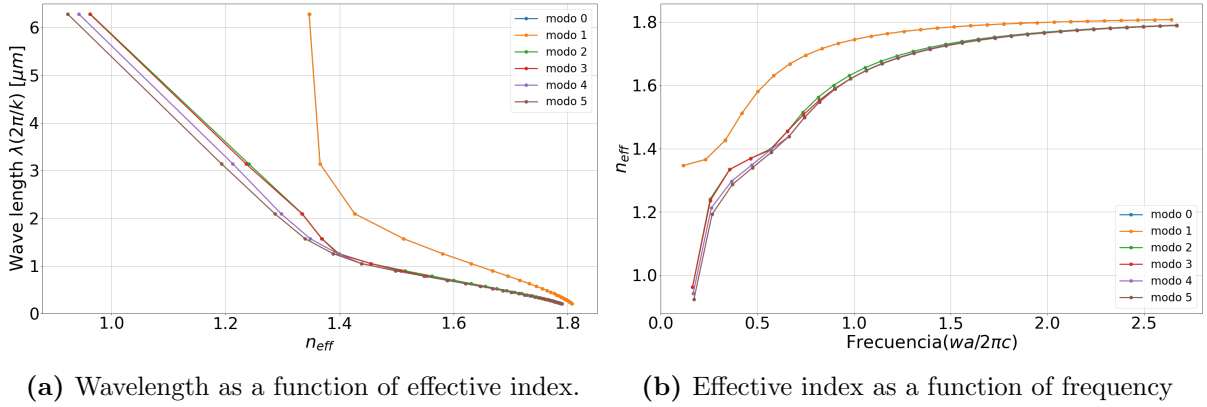 Wave length λ(2π/k) [μm]
6
5
4
3
2
1
0
1.0 1.2 1.4 1.6 1.8
n_eff
modo 0
modo 1
modo 2
modo 3
modo 4
modo 5
(a) Wavelength as a function of effective index.
n_eff
1.8
1.6
1.4
1.2
1.0
0.0 0.5 1.0 1.5 2.0 2.5
Frecuencia(wa/2πc)
modo 0
modo 1
modo 2
modo 3
modo 4
modo 5
(b) Effective index as a function of frequency